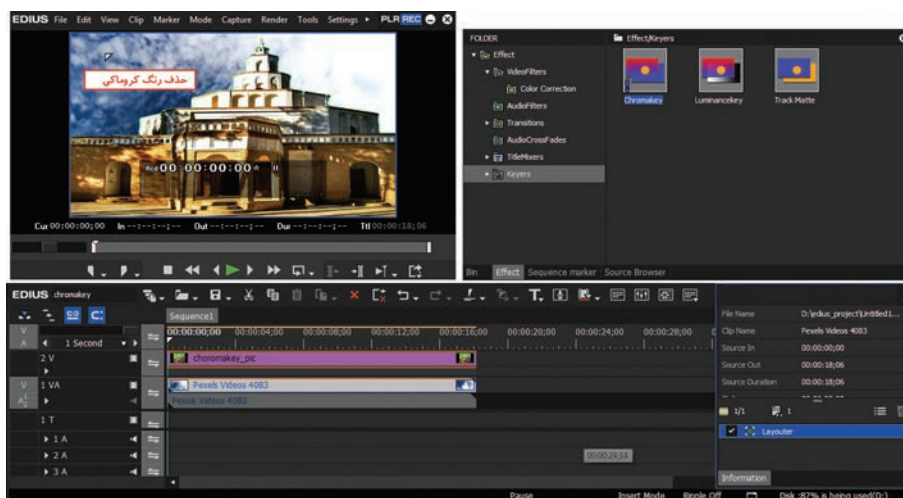 EDIUS File Edit View Clip Marker Mode Capture Render Tools Settings PLR REC
حذف رنگ کروماکی
Rcd 00:00:00:00
Cur 00:00:00;00 In --:--:--;-- Out --:--:--;-- Dur --:--:--;-- Ttl 00:00:18;06
FOLDER
Effect
VideoFilters
Color Correction
AudioFilters
Transitions
AudioCrossFades
TitleMixers
Keyers
Effect/Keyers
Chromakey Luminancekey Track Matte
Bin Effect Sequence marker Source Browser
EDIUS chromakey
Sequence1
V
A
1 Second
00:00:00;00 00:00:04;00 00:00:08;00 00:00:12;00 00:00:16;00 00:00:20;00 00:00:24;00 00:00:28;00
2 V
choromakey_pic
V 1 VA
Pexels Videos 4083
Pexels Videos 4083
1 T
1 A
2 A
00:00:24;14
3 A
Pause Insert Mode Ripple Off Disk :87% is being used(D:)
File Name D:\edius_project\Untitled1...
Clip Name Pexels Videos 4083
Source In 00:00:00;00
Source Out 00:00:18;06
Source Duration 00:00:18;06
1/1 1
Layouter
Information